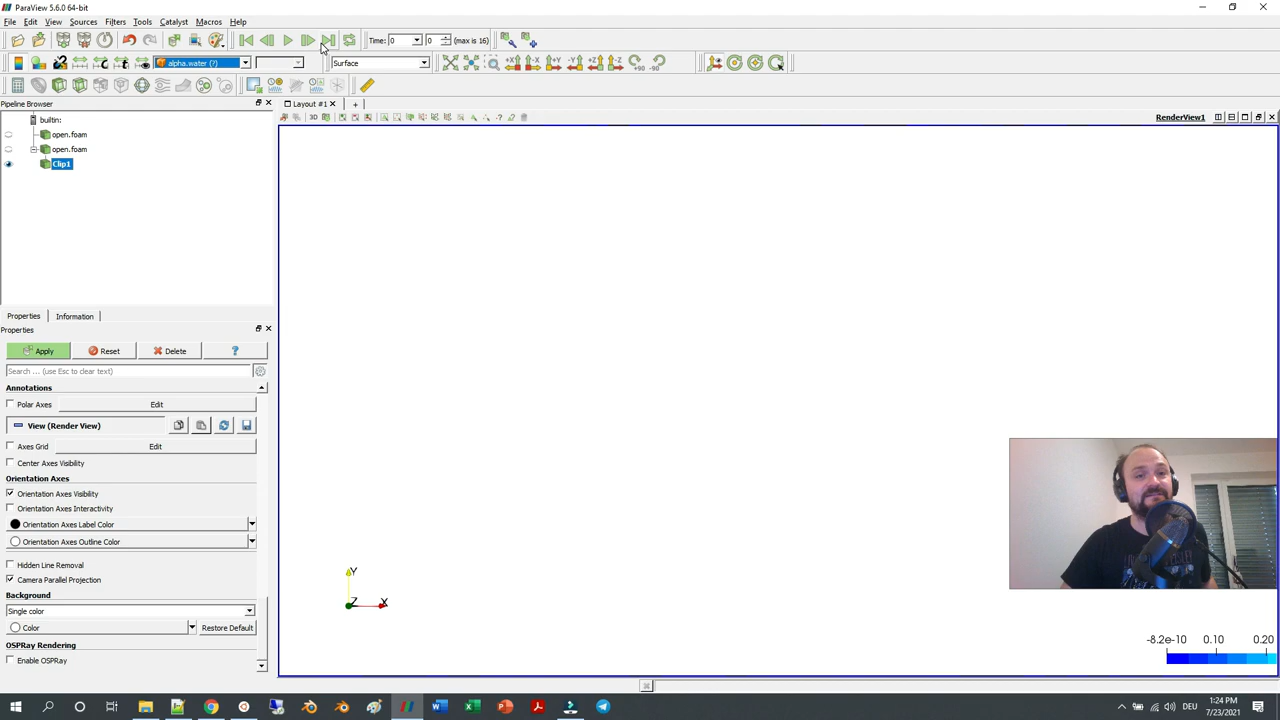 ParaView 5.6.0 64-bit
File Edit View Sources Filters Tools Catalyst Macros Help
Time: 0 0 (max is 16)
alpha.water (?) Surface
+X -X +Y -Y +Z -Z -90 +90
Pipeline Browser
Layout #1
3D
RenderView1
builtin:
open.foam
open.foam
Clip1
Properties Information
Properties
Apply Reset Delete ?
Search ... (use Esc to clear text)
Annotations
Polar Axes Edit
View (Render View)
Axes Grid Edit
Center Axes Visibility
Orientation Axes
Orientation Axes Visibility
Orientation Axes Interactivity
Orientation Axes Label Color
Orientation Axes Outline Color
Hidden Line Removal
Camera Parallel Projection
Background
Single color
Color Restore Default
OSPRay Rendering
Enable OSPRay
Y
Z X
-8.2e-10 0.10 0.20
DEU
1:24 PM
7/23/2021